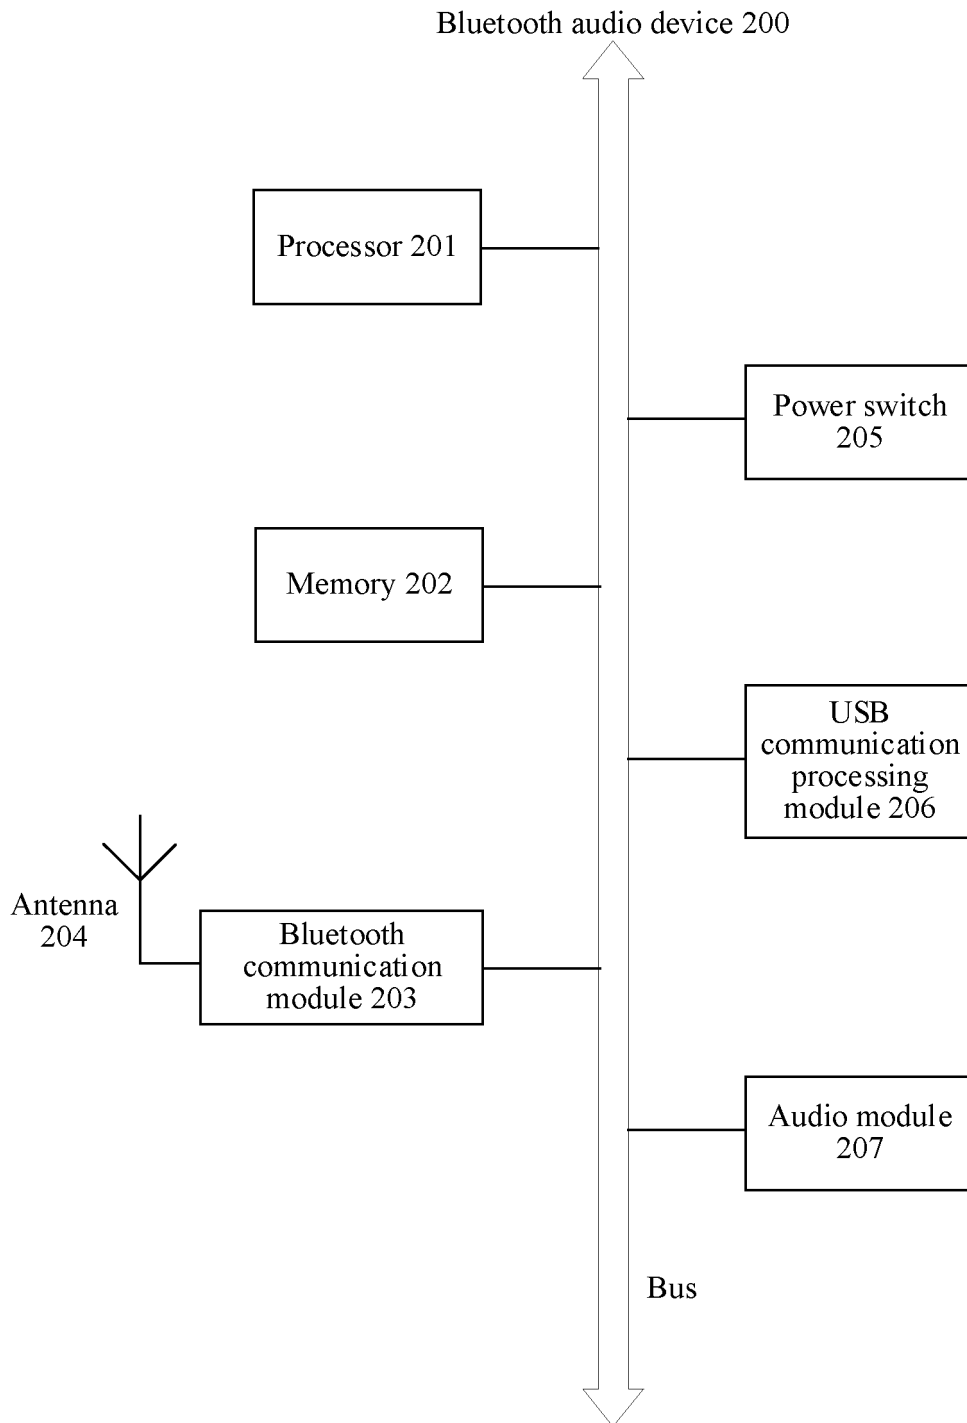 Bluetooth audio device 200
Processor 201
Power switch
205
Memory 202
USB
communication
processing
module 206
Antenna
204
Bluetooth
communication
module 203
Audio module
207
Bus